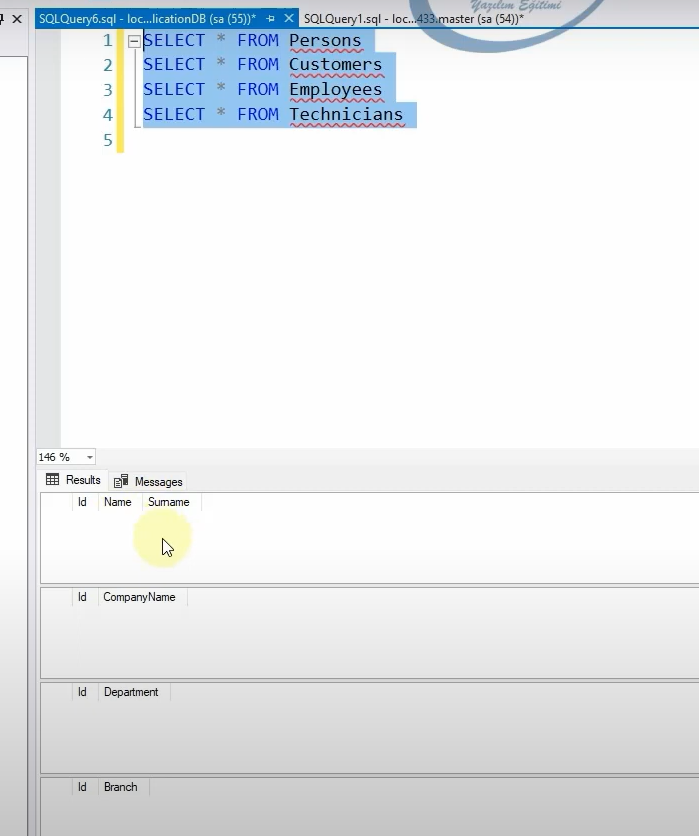 SQLQuery6.sql - loc...licationDB (sa (55))* SQLQuery1.sql - loc...433.master (sa (54))*
Yazılım Eğitimi
1 SELECT * FROM Persons
2 SELECT * FROM Customers
3 SELECT * FROM Employees
4 SELECT * FROM Technicians
5
146 %
Results Messages
Id Name Surname
Id CompanyName
Id Department
Id Branch